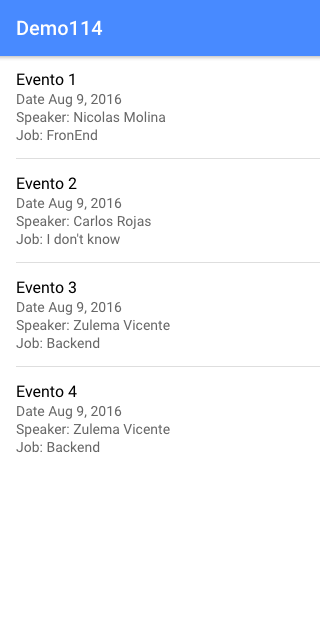 Demo114
Evento 1
Date Aug 9, 2016
Speaker: Nicolas Molina
Job: FronEnd
Evento 2
Date Aug 9, 2016
Speaker: Carlos Rojas
Job: I don't know
Evento 3
Date Aug 9, 2016
Speaker: Zulema Vicente
Job: Backend
Evento 4
Date Aug 9, 2016
Speaker: Zulema Vicente
Job: Backend